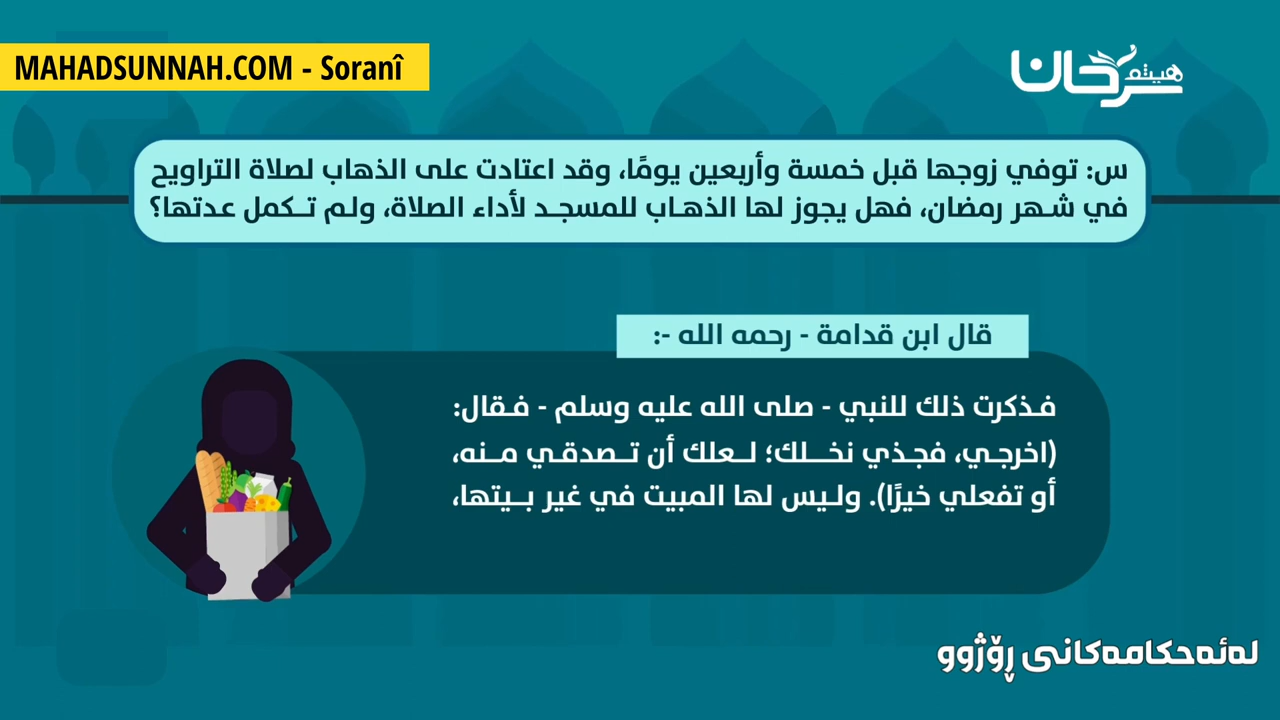 MAHADSUNNAH.COM - Soranî
هيثم سرحان
س: توفي زوجها قبل خمسة وأربعين يومًا، وقد اعتادت على الذهاب لصلاة التراويح
في شهر رمضان، فهل يجوز لها الذهاب للمسجد لأداء الصلاة، ولم تكمل عدتها؟
قال ابن قدامة - رحمه الله -:
فذكرت ذلك للنبي - صلى الله عليه وسلم - فقال:
(اخرجي، فجذي نخلك؛ لعلك أن تصدقي منه،
أو تفعلي خيرًا). وليس لها المبيت في غير بيتها،
لەئەحکامەکانی ڕۆژوو